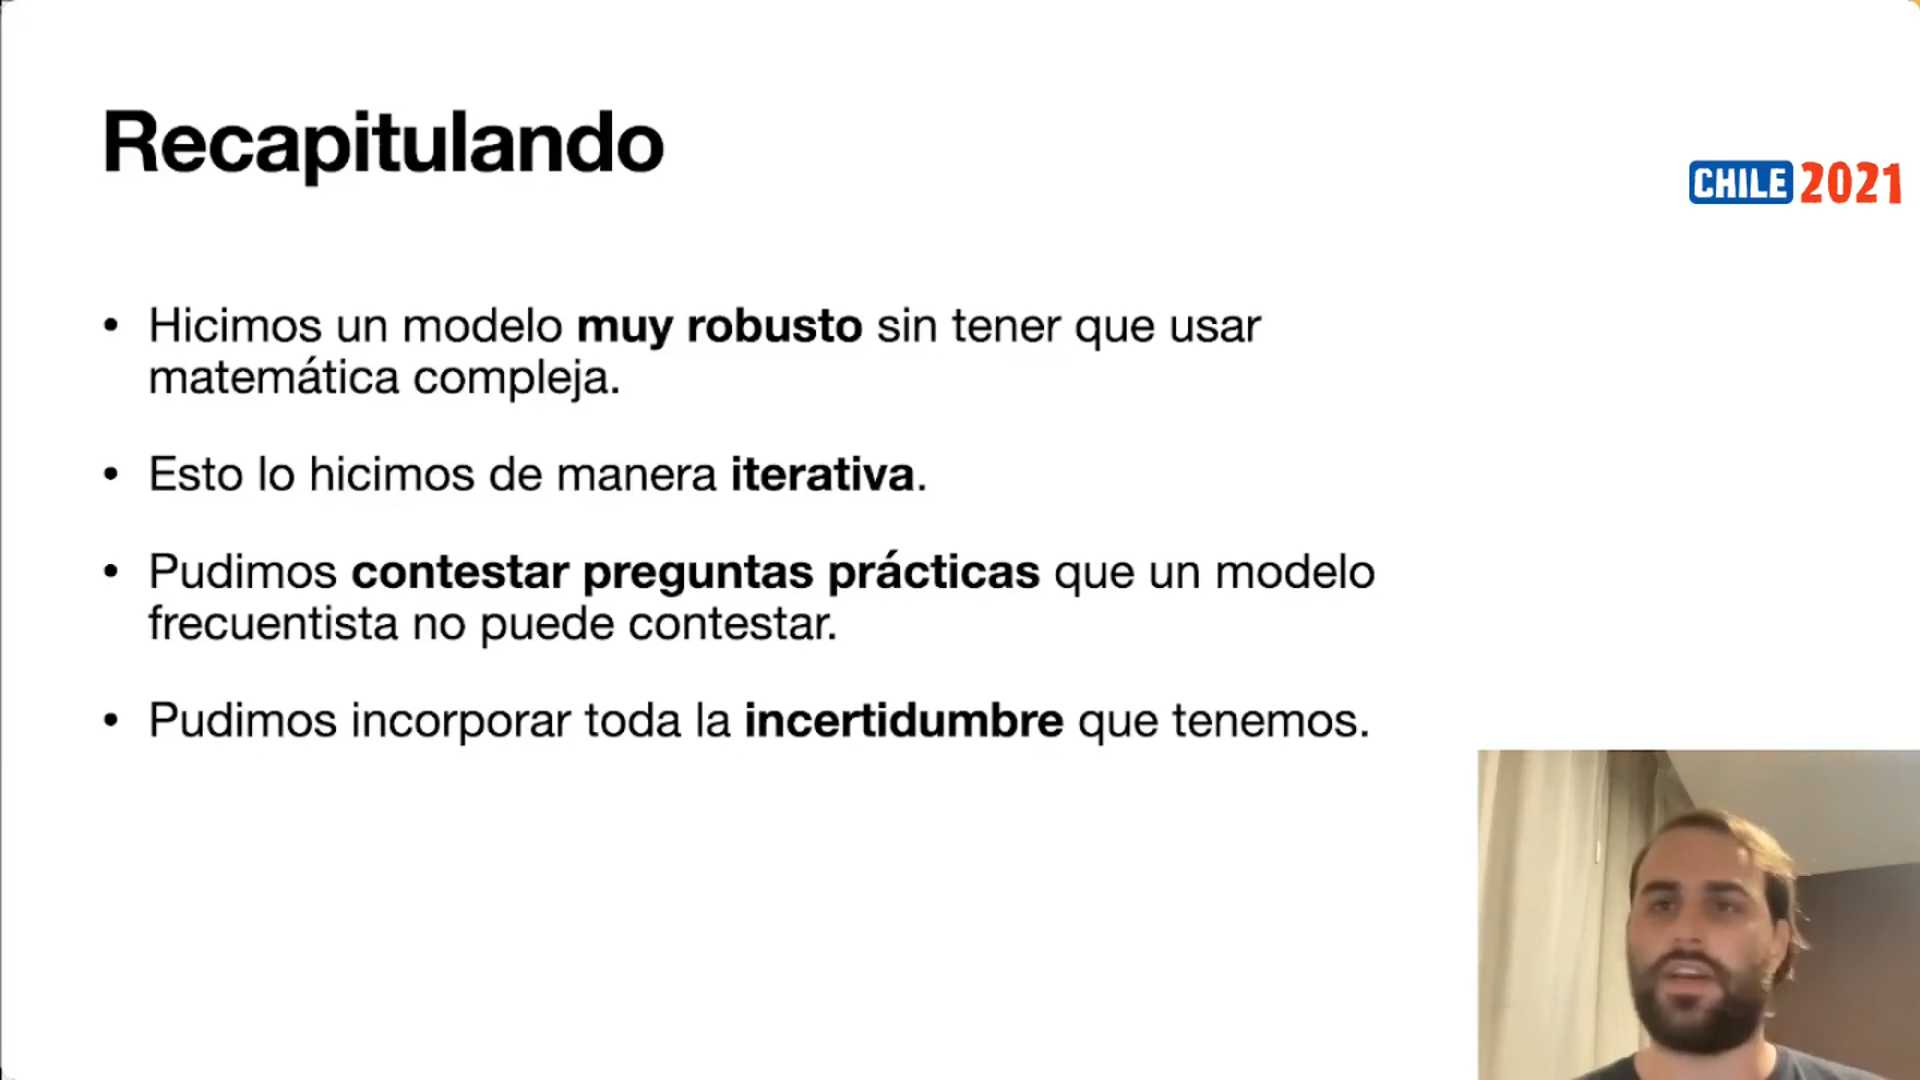 Recapitulando
CHILE 2021
• Hicimos un modelo muy robusto sin tener que usar
matemática compleja.
• Esto lo hicimos de manera iterativa.
• Pudimos contestar preguntas prácticas que un modelo
frecuentista no puede contestar.
• Pudimos incorporar toda la incertidumbre que tenemos.